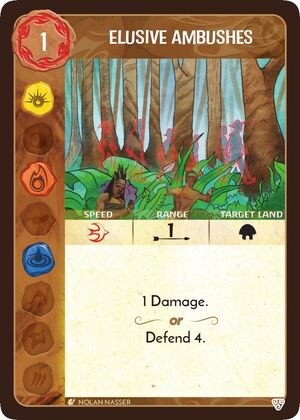 1
ELUSIVE AMBUSHES
SPEED RANGE TARGET LAND
1
1 Damage.
or
Defend 4.
NOLAN NASSER